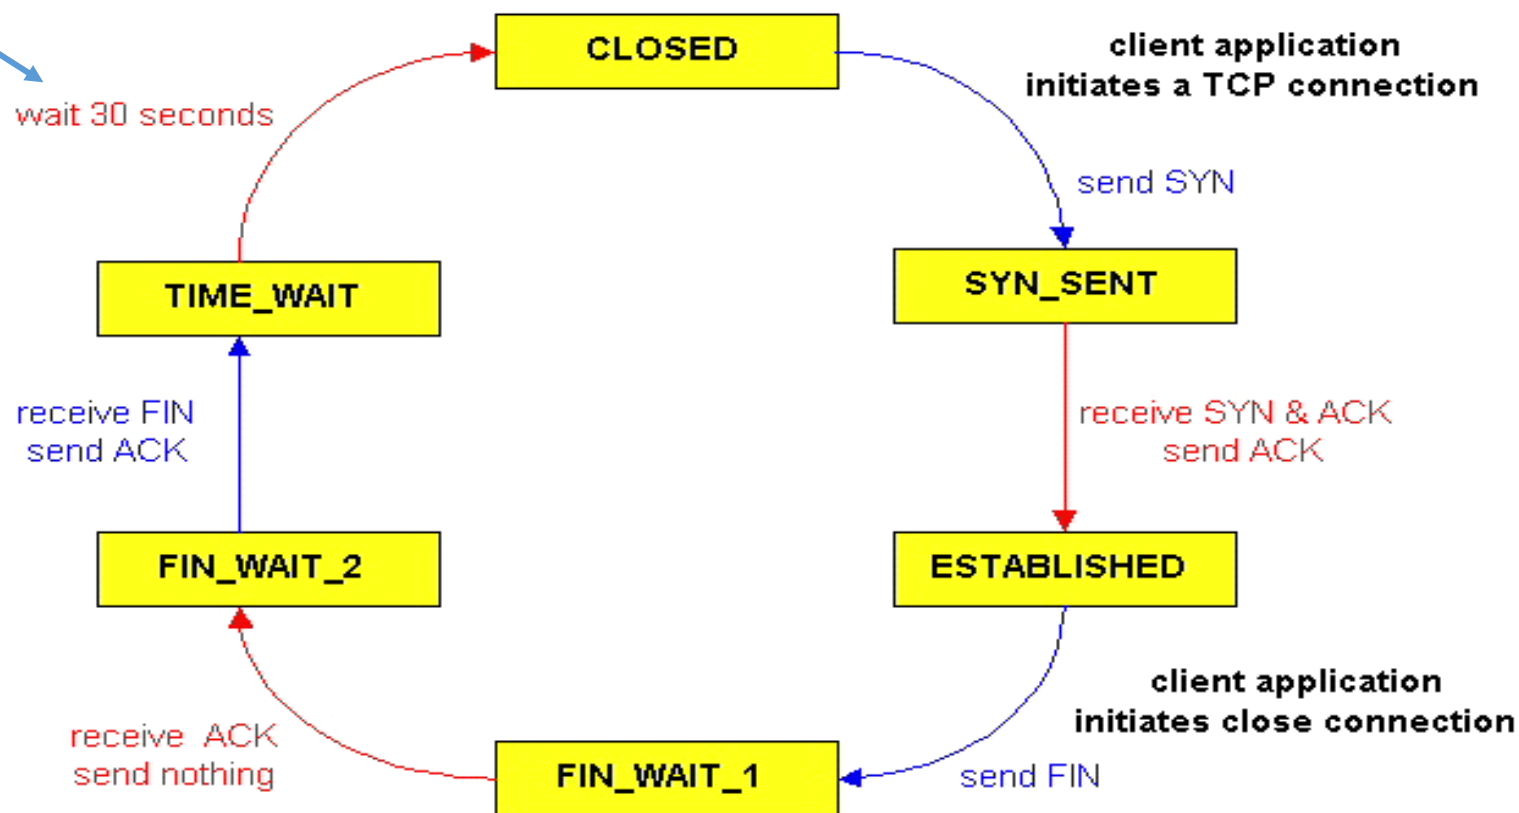 CLOSED
client application
initiates a TCP connection
wait 30 seconds
send SYN
TIME_WAIT
SYN_SENT
receive FIN
send ACK
receive SYN & ACK
send ACK
FIN_WAIT_2
ESTABLISHED
client application
initiates close connection
receive ACK
send nothing
FIN_WAIT_1
send FIN